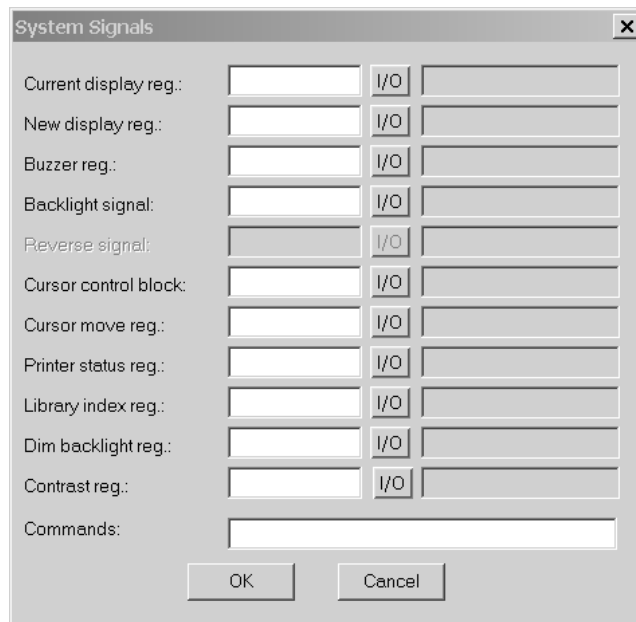 System Signals
Current display reg.: I/O
New display reg.: I/O
Buzzer reg.: I/O
Backlight signal: I/O
Reverse signal: I/O
Cursor control block: I/O
Cursor move reg.: I/O
Printer status reg.: I/O
Library index reg.: I/O
Dim backlight reg.: I/O
Contrast reg.: I/O
Commands:
OK Cancel